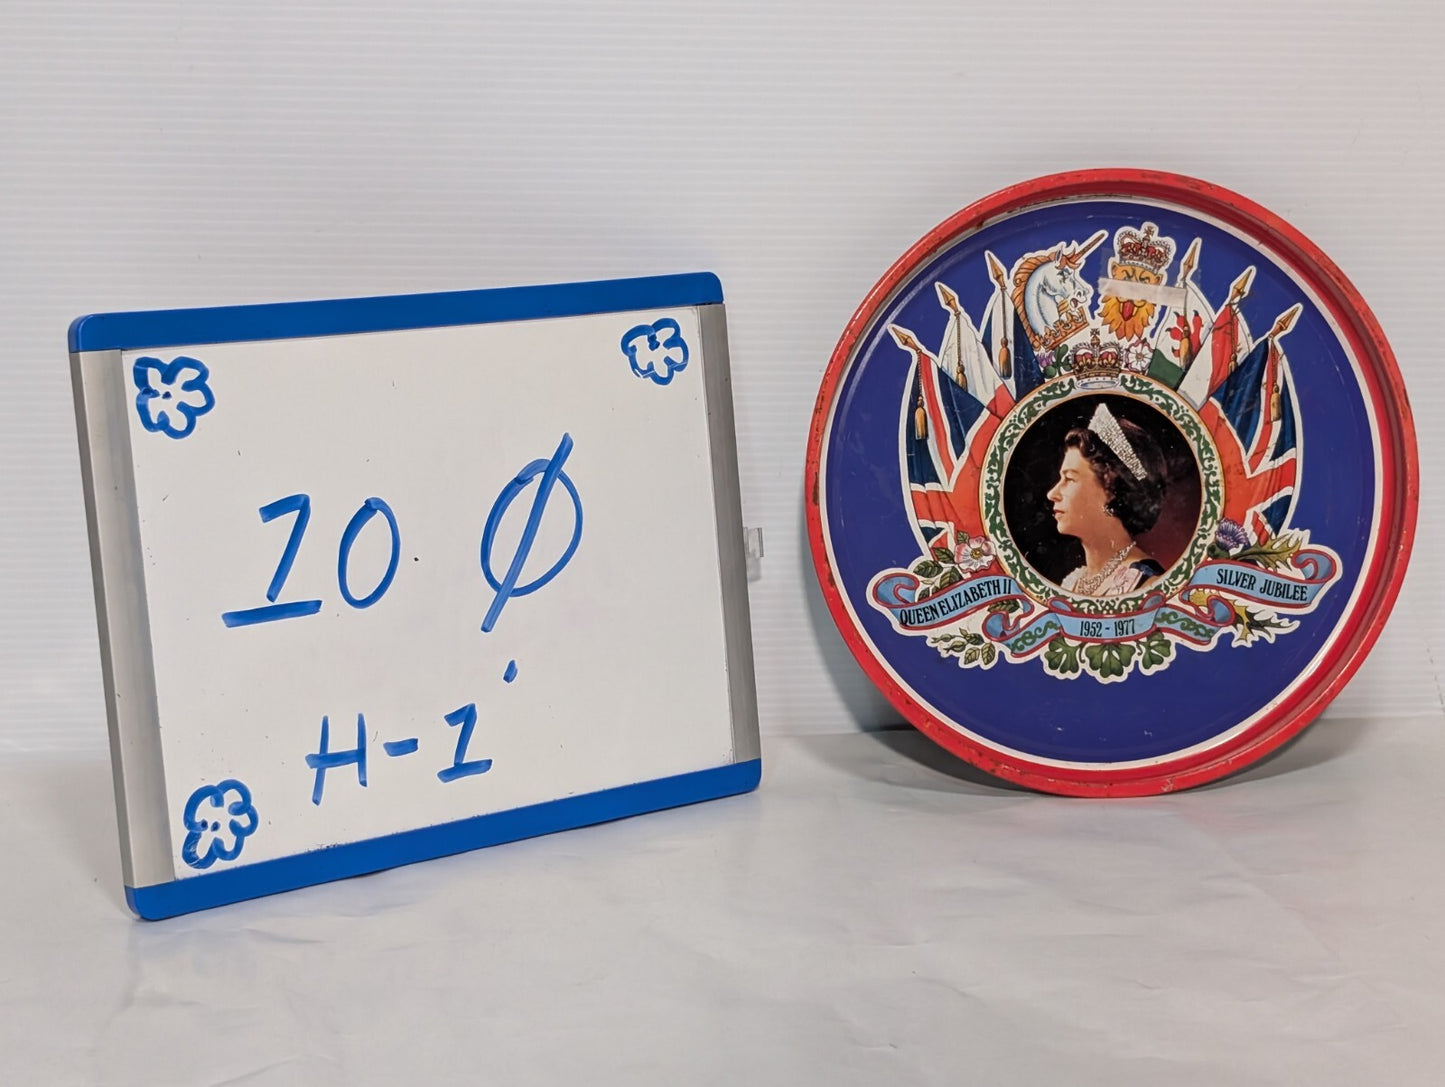 10 Ø
H-1
QUEEN ELIZABETH II
1952-1977
SILVER JUBILEE